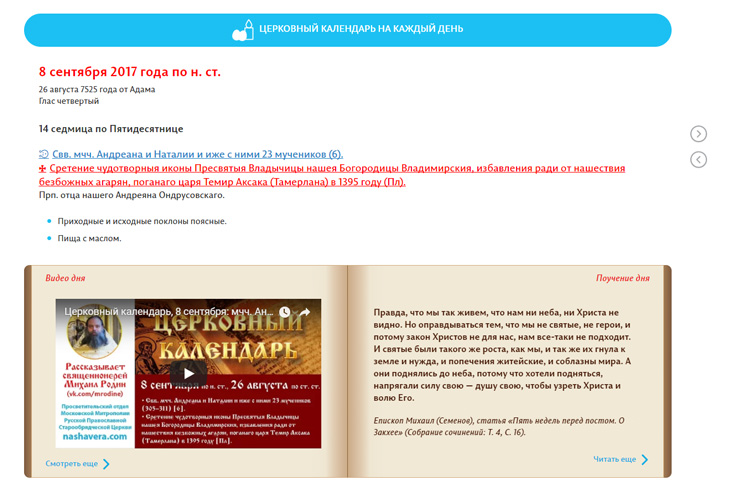 ЦЕРКОВНЫЙ КАЛЕНДАРЬ НА КАЖДЫЙ ДЕНЬ
8 сентября 2017 года по н. ст.
26 августа 7525 года от Адама
Глас четвертый
14 седмица по Пятидесятнице
Свв. мчч. Андреана и Наталии и иже с ними 23 мучеников (6).
Сретение чудотворныя иконы Пресвятыя Владычицы нашея Богородицы Владимирския, избавления ради от нашествия
безбожных агарян, поганаго царя Темир Аксака (Тамерлана) в 1395 году (Пл).
Прп. отца нашего Андреяна Ондрусовскаго.
Приходные и исходные поклоны поясные.
Пища с маслом.
Видео дня
Церковный календарь, 8 сентября: мчч. Ан...
ЦЕРКОВНЫЙ
КАЛЕНДАРЬ
Рассказывает
священноиерей
Михаил Родин
(vk.com/mrodine)
Просветительский отдел
Московской Митрополии
Русской Православной
Старообрядческой Церкви
nashavera.com
8 сентября по н. ст., 26 августа по ст. ст.
• Свв. мчч. Андреана и Наталии и иже с ними 23 мучеников
(305–311) [6].
• Сретение чудотворныя иконы Пресвятыя Владычицы
нашея Богородицы Владимирския, избавления ради от
нашествия безбожных агарян, поганаго царя Темир Аксака
(Тамерлана) в 1395 году [Пл].
Смотреть еще
Поучение дня
Правда, что мы так живем, что нам ни неба, ни Христа не
видно. Но оправдываться тем, что мы не святые, не герои, и
потому закон Христов не для нас, нам все-таки не подходит.
И святые были такого же роста, как мы, и так же их гнула к
земле и нужда, и попечения житейские, и соблазны мира. А
они поднялись до неба, потому что хотели подняться,
напрягали силу свою — душу свою, чтобы узреть Христа и
волю Его.
Епископ Михаил (Семенов), статья «Пять недель перед постом. О
Закхее» (Собрание сочинений: Т. 4, С. 16).
Читать еще